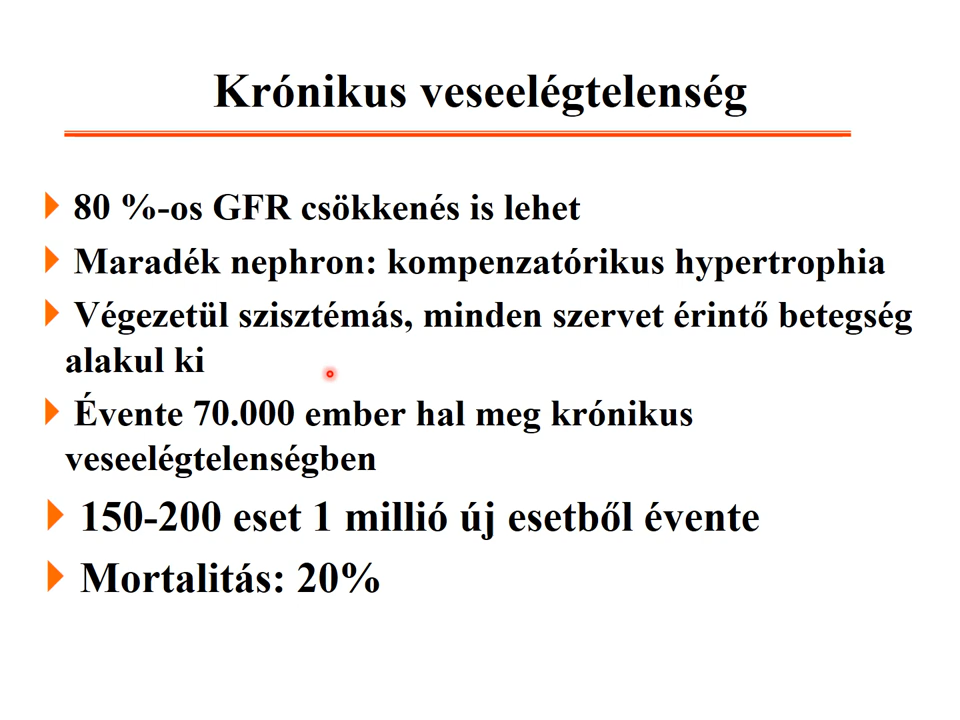 Krónikus veseelégtelenség
80 %-os GFR csökkenés is lehet
Maradék nephron: kompenzatórikus hypertrophia
Végezetül szisztémás, minden szervet érintő betegség
alakul ki
Évente 70.000 ember hal meg krónikus
veseelégtelenségben
150-200 eset 1 millió új esetből évente
Mortalitás: 20%